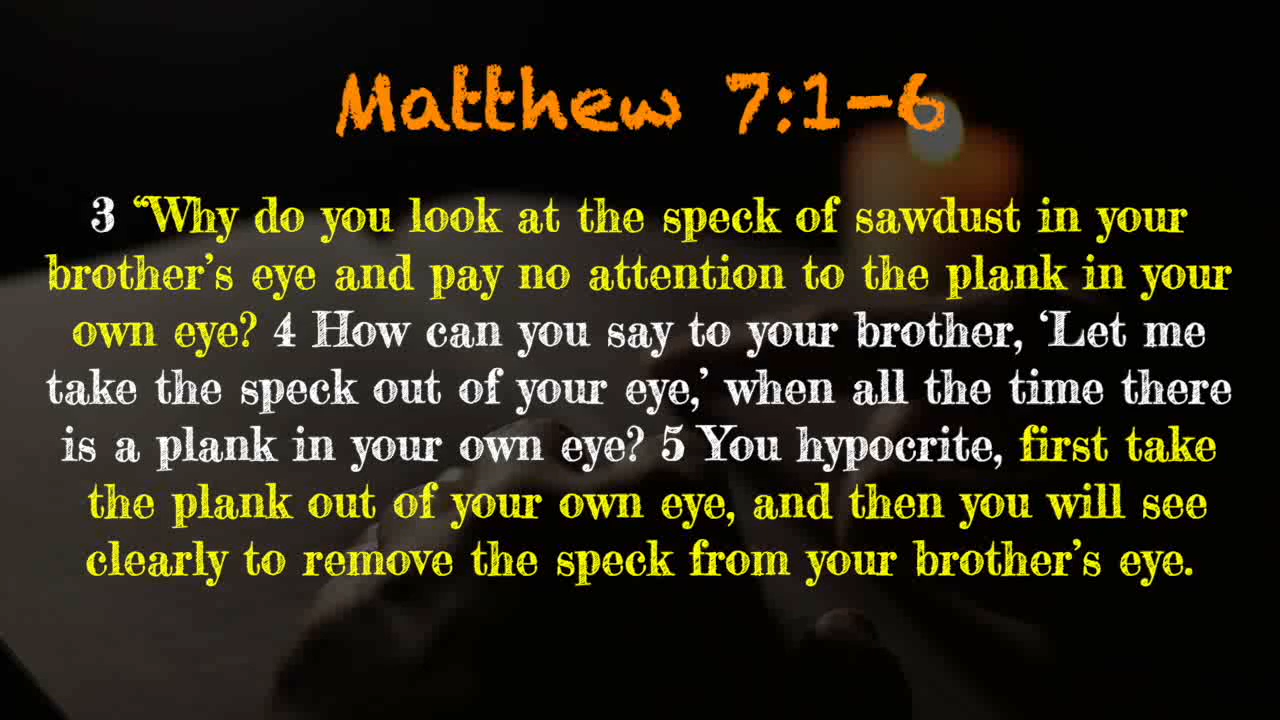 Matthew 7:1–6
3 “Why do you look at the speck of sawdust in your
brother’s eye and pay no attention to the plank in your
own eye? 4 How can you say to your brother, ‘Let me
take the speck out of your eye,’ when all the time there
is a plank in your own eye? 5 You hypocrite, first take
the plank out of your own eye, and then you will see
clearly to remove the speck from your brother’s eye.